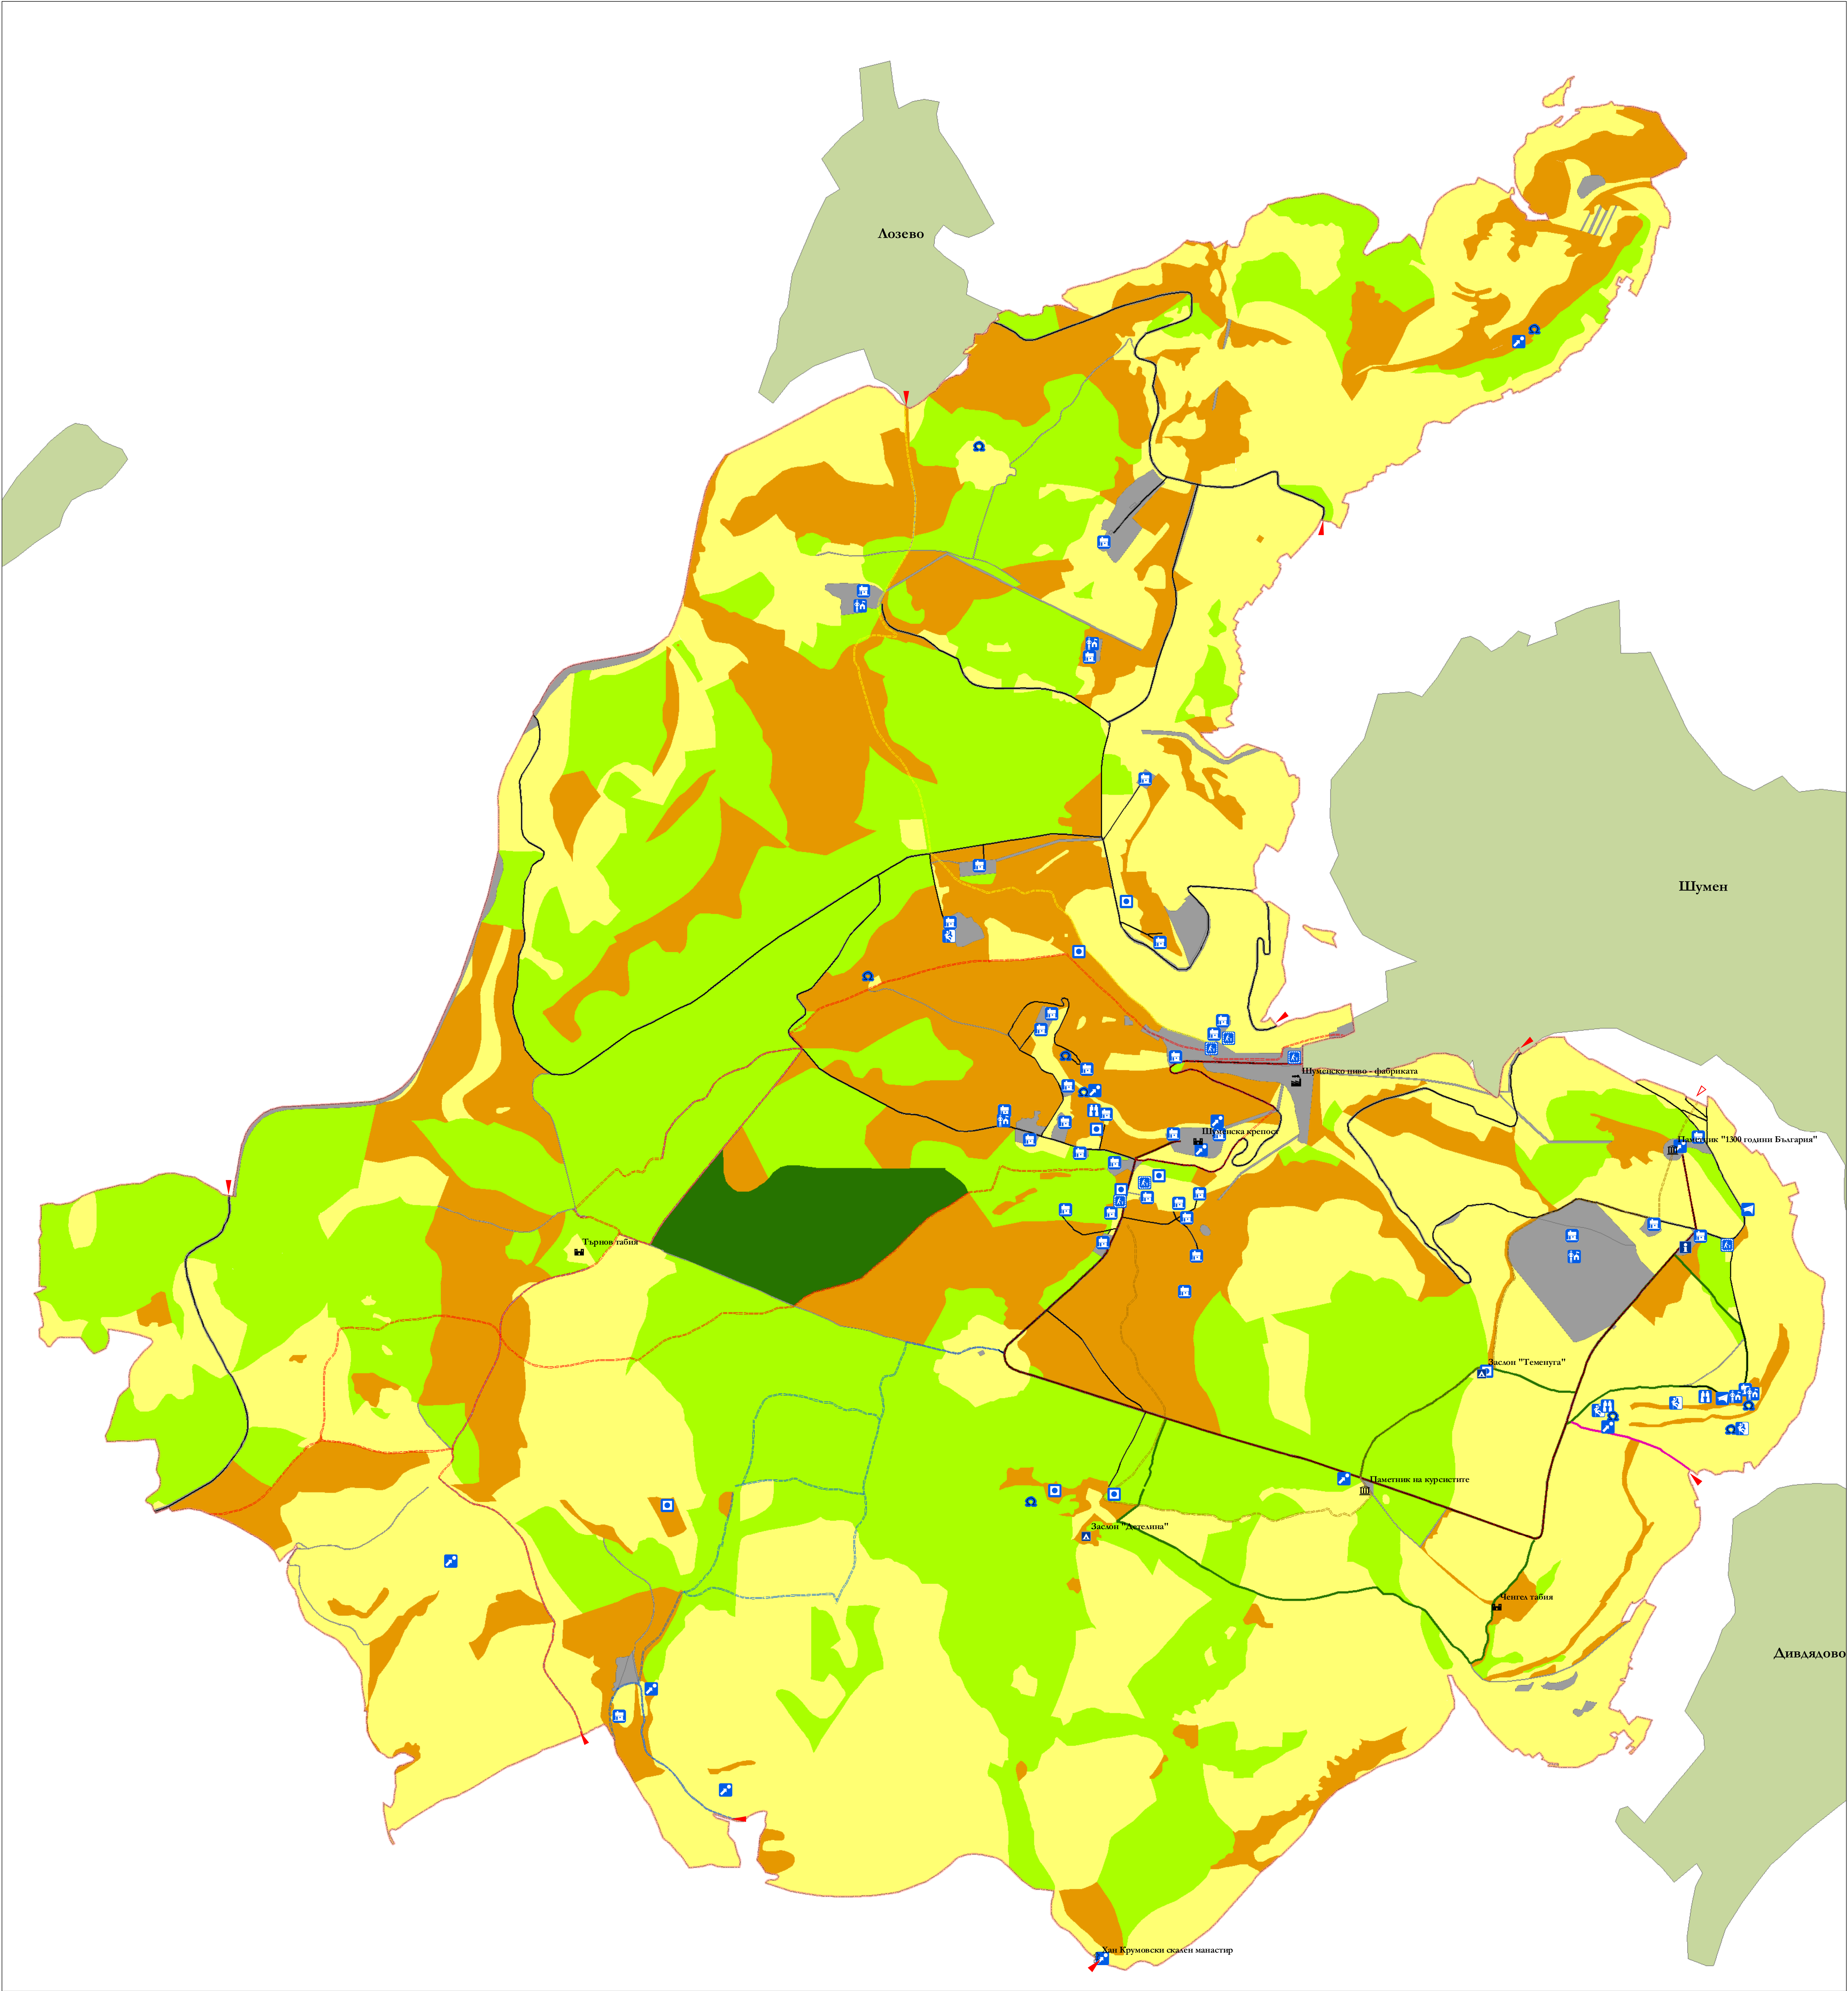 Лозево
Шумен
Шуменско пиво - фабриката
Шуменска крепост
Паметник "1300 години България"
Търнов табия
Заслон "Теменуга"
Паметник на курсистите
Заслон "Детелина"
Ченгел табия
Дивдядово
Хан Крумовски скален манастир